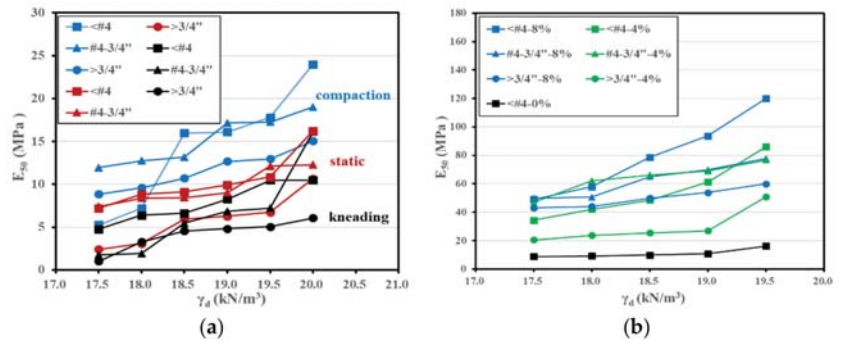 <#4 >3/4"
#4-3/4" <#4
>3/4" #4-3/4"
<#4 >3/4"
#4-3/4"
compaction
static
kneading
30
25
20
15
10
5
0
E50 (MPa)
17.0 17.5 18.0 18.5 19.0 19.5 20.0 20.5 21.0
γd (kN/m³)
(a)
<#4-8% <#4-4%
#4-3/4"-8% #4-3/4"-4%
>3/4"-8% >3/4"-4%
<#4-0%
180
160
140
120
100
80
60
40
20
0
E50 (MPa)
17.0 17.5 18.0 18.5 19.0 19.5 20.0
γd (kN/m³)
(b)